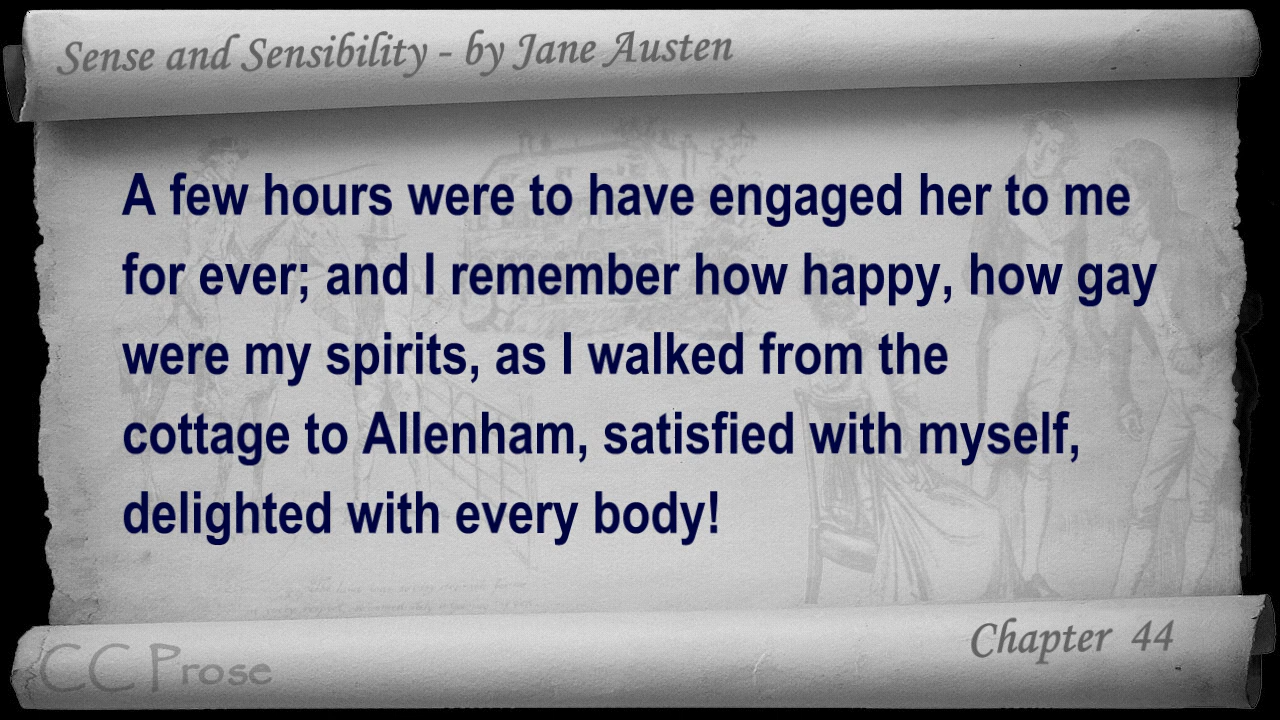 Sense and Sensibility - by Jane Austen
A few hours were to have engaged her to me
for ever; and I remember how happy, how gay
were my spirits, as I walked from the
cottage to Allenham, satisfied with myself,
delighted with every body!
Chapter 44
CC Prose